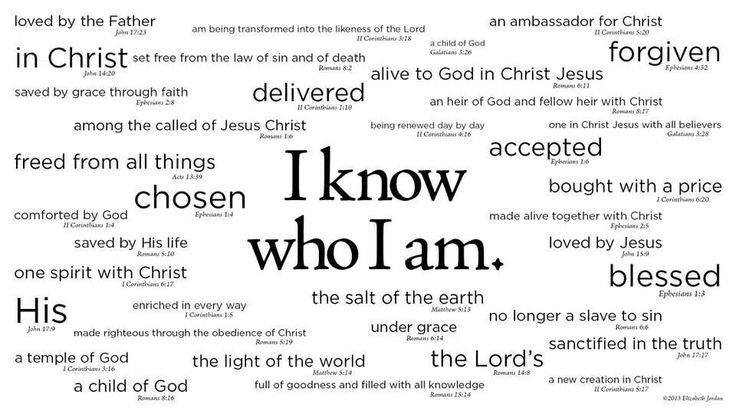 loved by the Father
John 17:23
am being transformed into the likeness of the Lord
II Corinthians 3:18
an ambassador for Christ
II Corinthians 5:20
in Christ
John 14:20
set free from the law of sin and of death
Romans 8:2
a child of God
Galatians 3:26
forgiven
Ephesians 4:32
alive to God in Christ Jesus
Romans 6:11
saved by grace through faith
Ephesians 2:8
delivered
II Corinthians 1:10
an heir of God and fellow heir with Christ
Romans 8:17
among the called of Jesus Christ
Romans 1:6
being renewed day by day
II Corinthians 4:16
one in Christ Jesus with all believers
Galatians 3:28
accepted
Ephesians 1:6
freed from all things
Acts 13:39
I know
who I am.
bought with a price
I Corinthians 6:20
chosen
Ephesians 1:4
comforted by God
II Corinthians 1:4
made alive together with Christ
Ephesians 2:5
saved by His life
Romans 5:10
loved by Jesus
John 15:9
one spirit with Christ
I Corinthians 6:17
blessed
Ephesians 1:3
His
John 17:9
enriched in every way
I Corinthians 1:5
the salt of the earth
Matthew 5:13
no longer a slave to sin
Romans 6:6
made righteous through the obedience of Christ
Romans 5:19
under grace
Romans 6:14
sanctified in the truth
John 17:17
a temple of God
I Corinthians 3:16
the light of the world
Matthew 5:14
the Lord's
Romans 14:8
a child of God
Romans 8:16
full of goodness and filled with all knowledge
Romans 15:14
a new creation in Christ
II Corinthians 5:17
©2013 Elizabeth Jordan